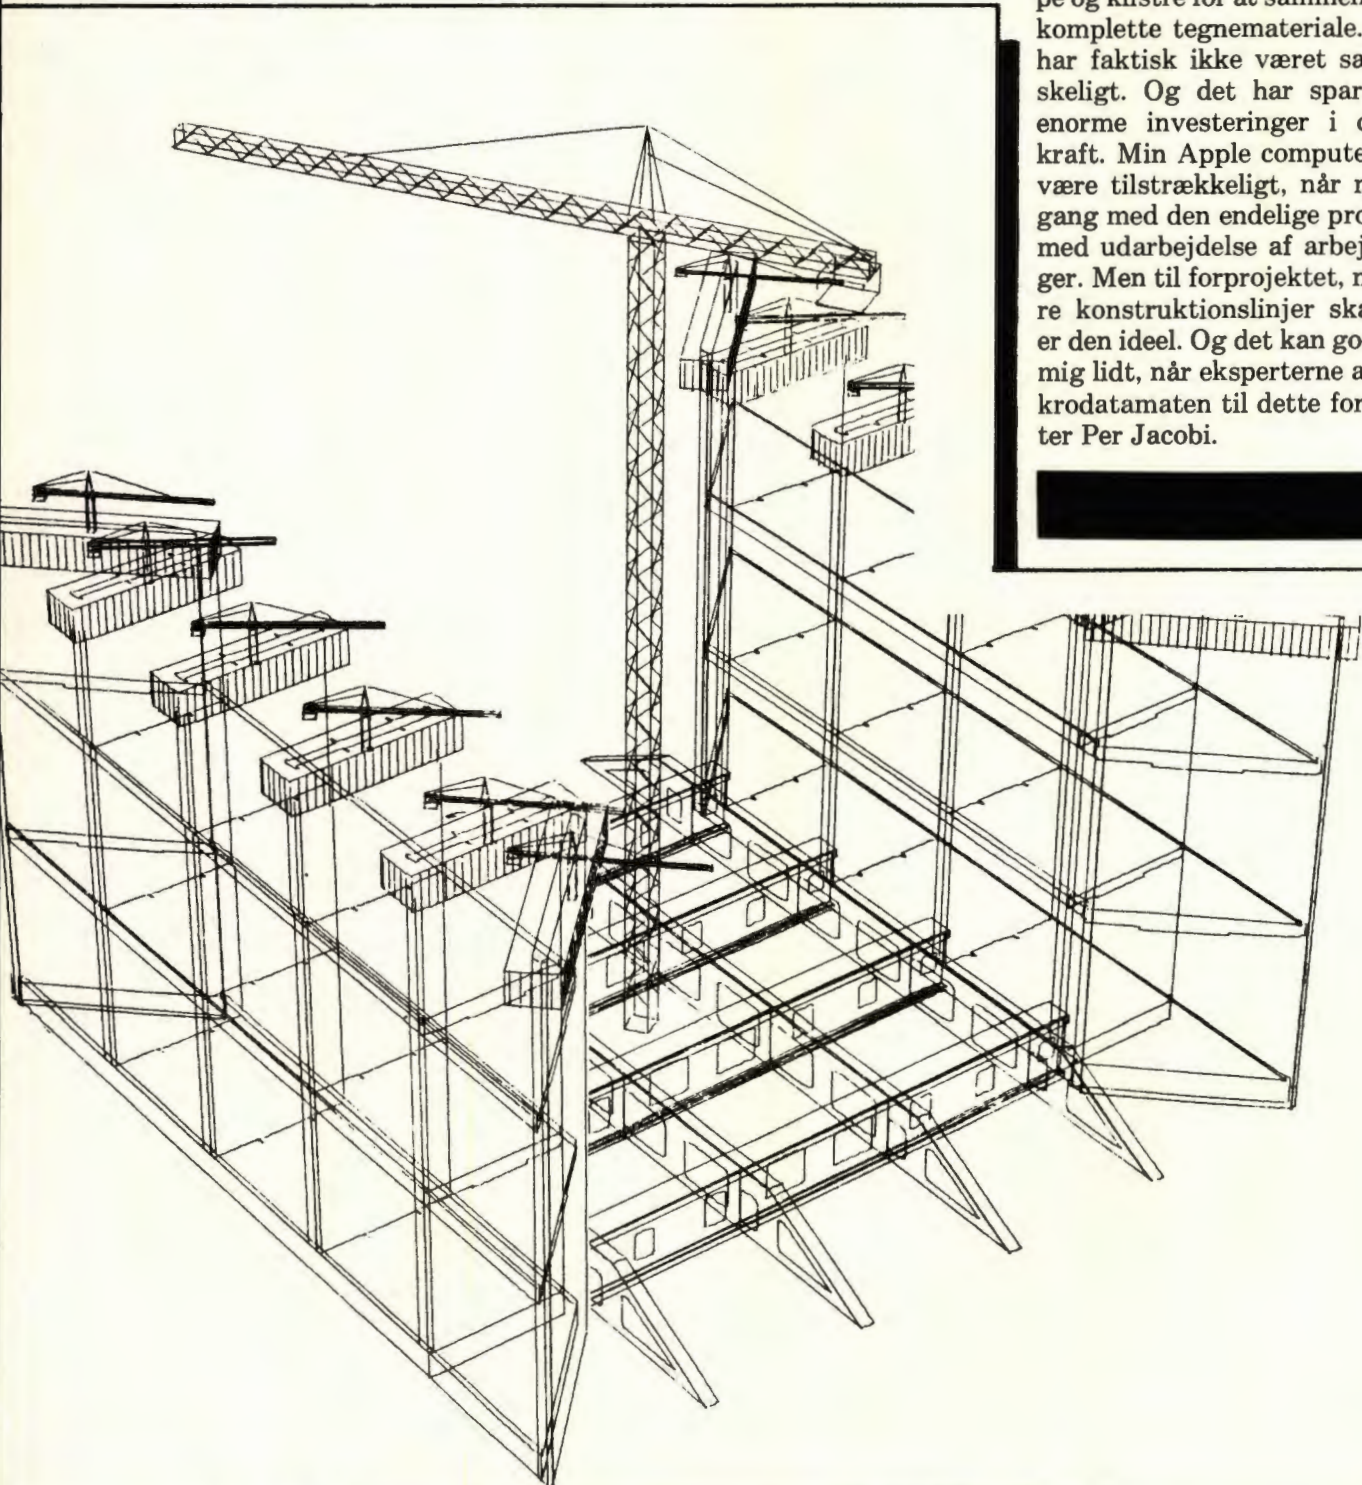 komplette tegnemateriale.
har faktisk ikke været sæ
skeligt. Og det har spar
enorme investeringer i
kraft. Min Apple compute
være tilstrækkeligt, når
gang med den endelige pro
med udarbejdelse af arbej
ger. Men til forprojektet,
re konstruktionslinjer ska
er den ideel. Og det kan go
mig lidt, når eksperterne a
krodatamaten til dette for
ter Per Jacobi.